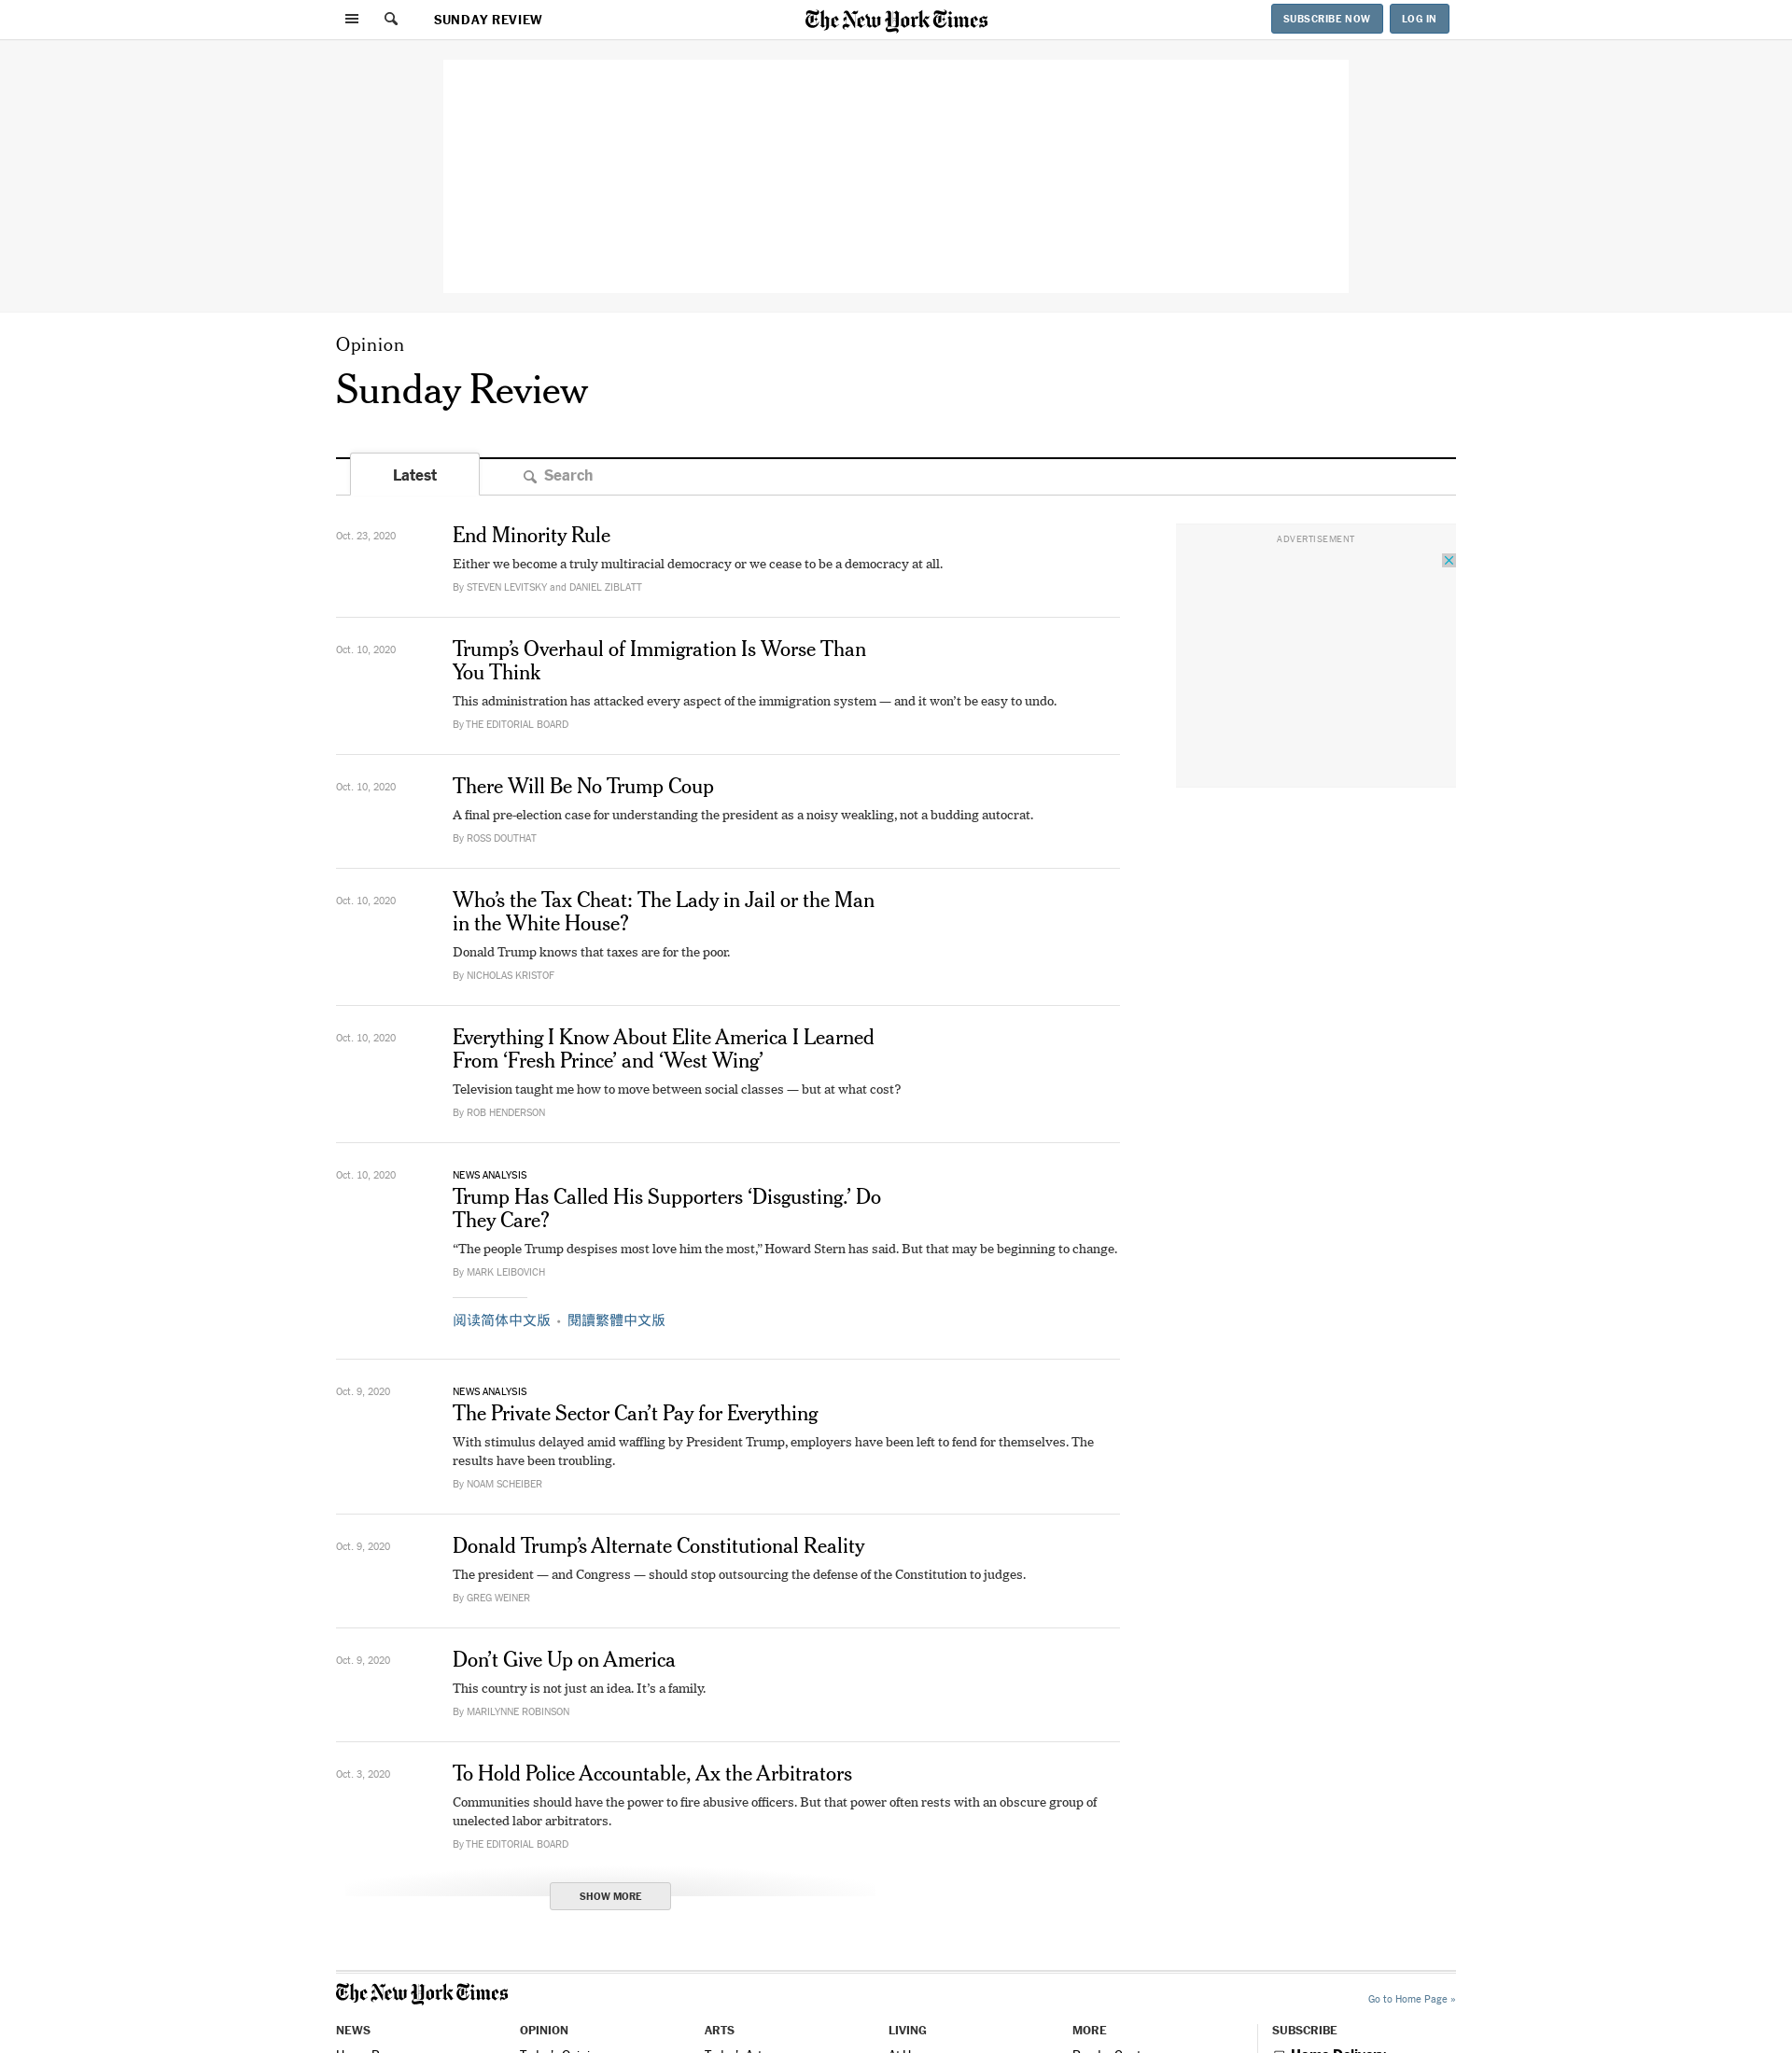 SUNDAY REVIEW
The New York Times
SUBSCRIBE NOW
LOG IN
Opinion
Sunday Review
Latest
Search
Oct. 23, 2020
End Minority Rule
Either we become a truly multiracial democracy or we cease to be a democracy at all.
By STEVEN LEVITSKY and DANIEL ZIBLATT
ADVERTISEMENT
Oct. 10, 2020
Trump’s Overhaul of Immigration Is Worse Than
You Think
This administration has attacked every aspect of the immigration system — and it won’t be easy to undo.
By THE EDITORIAL BOARD
Oct. 10, 2020
There Will Be No Trump Coup
A final pre-election case for understanding the president as a noisy weakling, not a budding autocrat.
By ROSS DOUTHAT
Oct. 10, 2020
Who’s the Tax Cheat: The Lady in Jail or the Man
in the White House?
Donald Trump knows that taxes are for the poor.
By NICHOLAS KRISTOF
Oct. 10, 2020
Everything I Know About Elite America I Learned
From ‘Fresh Prince’ and ‘West Wing’
Television taught me how to move between social classes — but at what cost?
By ROB HENDERSON
Oct. 10, 2020
NEWS ANALYSIS
Trump Has Called His Supporters ‘Disgusting.’ Do
They Care?
“The people Trump despises most love him the most,” Howard Stern has said. But that may be beginning to change.
By MARK LEIBOVICH
阅读简体中文版 • 閱讀繁體中文版
Oct. 9, 2020
NEWS ANALYSIS
The Private Sector Can’t Pay for Everything
With stimulus delayed amid waffling by President Trump, employers have been left to fend for themselves. The
results have been troubling.
By NOAM SCHEIBER
Oct. 9, 2020
Donald Trump’s Alternate Constitutional Reality
The president — and Congress — should stop outsourcing the defense of the Constitution to judges.
By GREG WEINER
Oct. 9, 2020
Don’t Give Up on America
This country is not just an idea. It’s a family.
By MARILYNNE ROBINSON
Oct. 3, 2020
To Hold Police Accountable, Ax the Arbitrators
Communities should have the power to fire abusive officers. But that power often rests with an obscure group of
unelected labor arbitrators.
By THE EDITORIAL BOARD
SHOW MORE
The New York Times
Go to Home Page »
NEWS
OPINION
ARTS
LIVING
MORE
SUBSCRIBE
Home Delivery